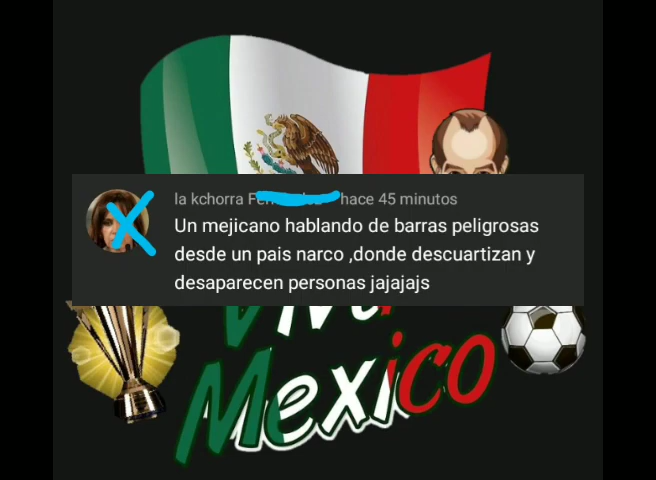 la kchorra hace 45 minutos
Un mejicano hablando de barras peligrosas
desde un pais narco ,donde descuartizan y
desaparecen personas jajajajs
Mexico